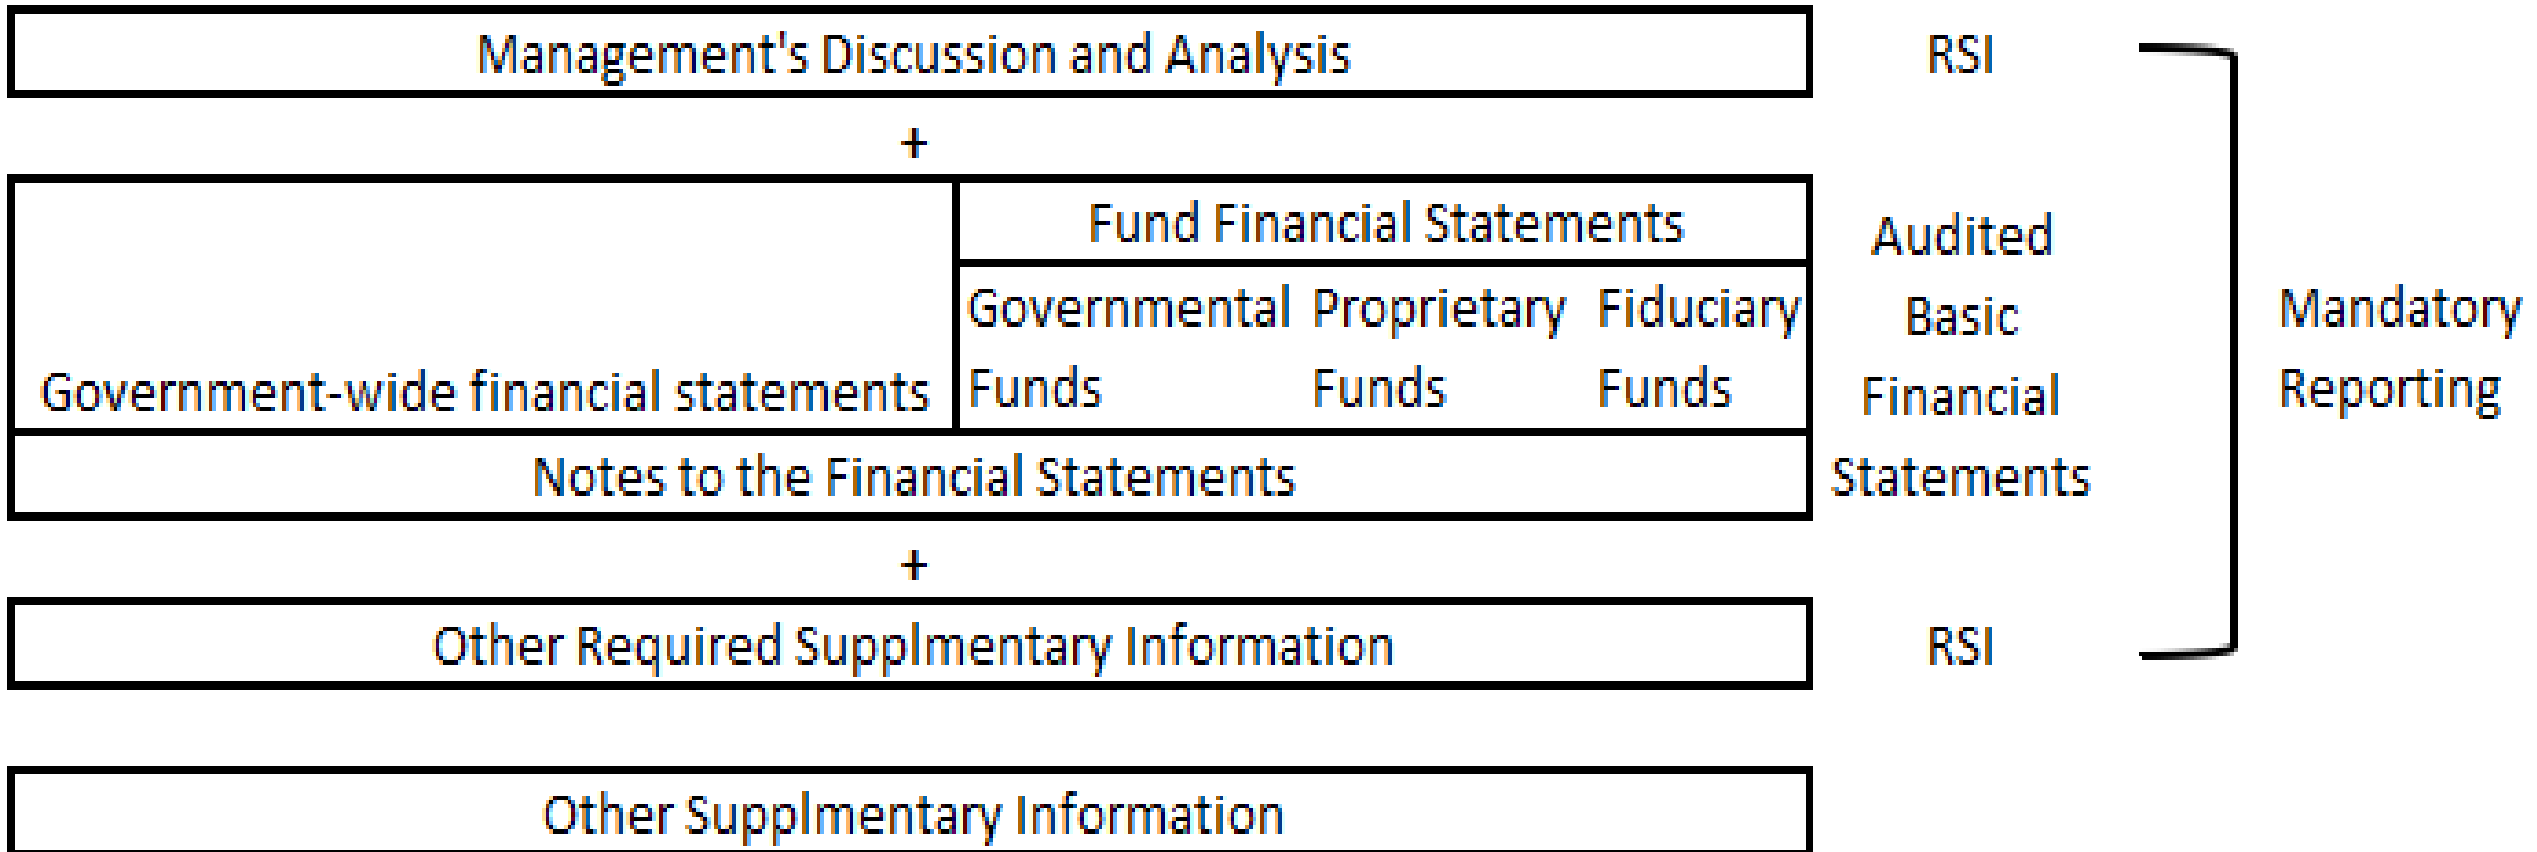 Management's Discussion and Analysis
RSI
+
Fund Financial Statements
Governmental Funds
Proprietary Funds
Fiduciary Funds
Government-wide financial statements
Notes to the Financial Statements
Audited
Basic
Financial
Statements
Mandatory
Reporting
+
Other Required Supplmentary Information
RSI
Other Supplmentary Information